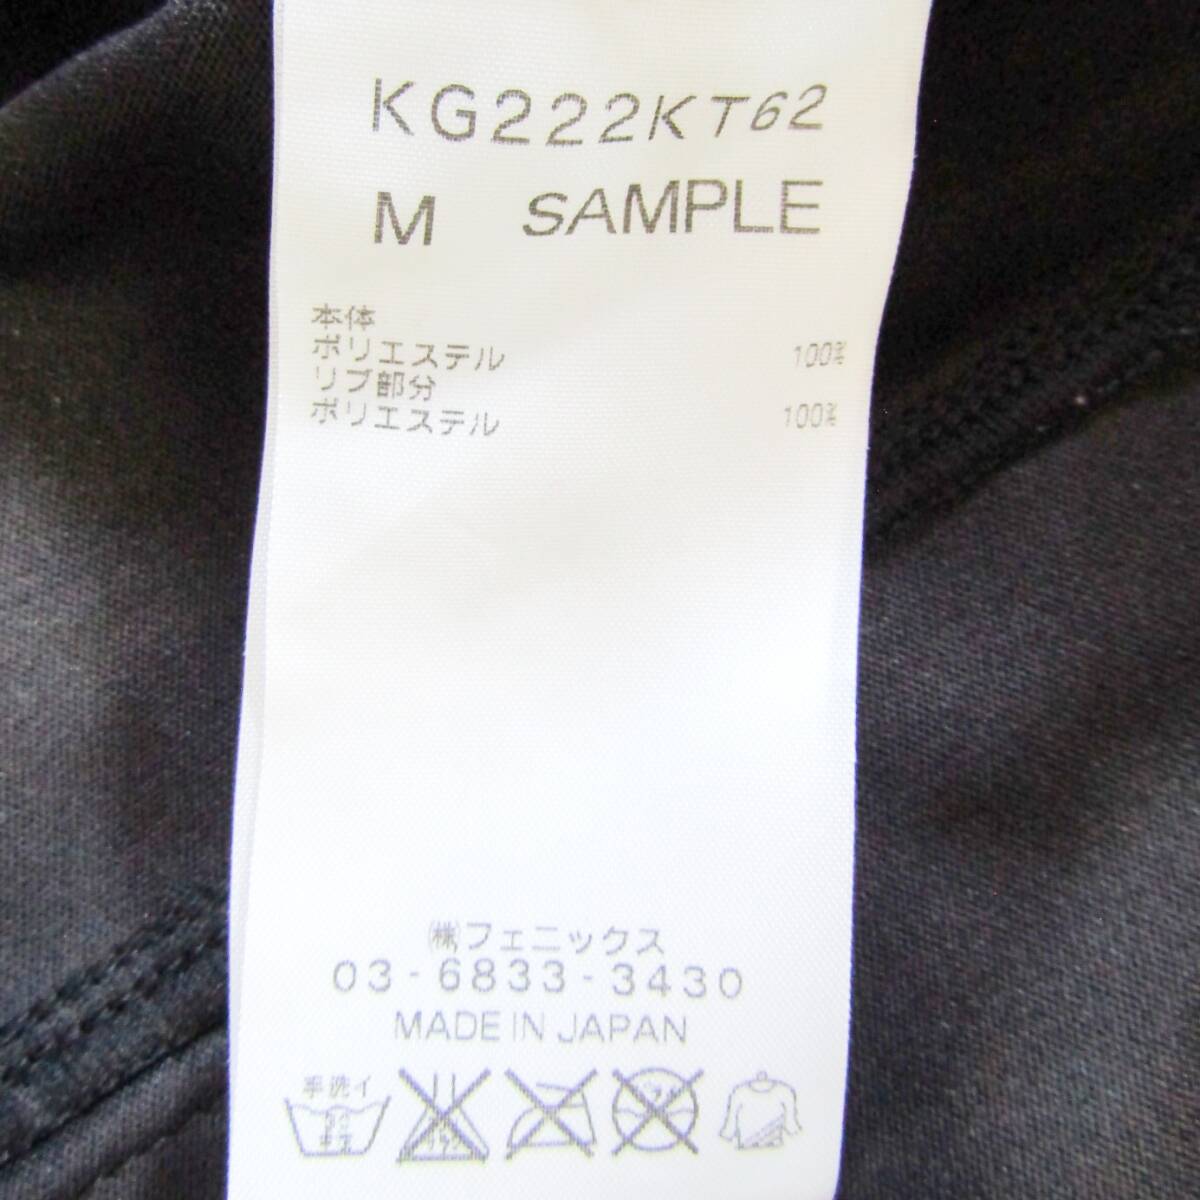 KG222KT62
M SAMPLE
本体
ポリエステル 100%
リブ部分
ポリエステル 100%
㈱フェニックス
03-6833-3430
MADE IN JAPAN
手洗イ